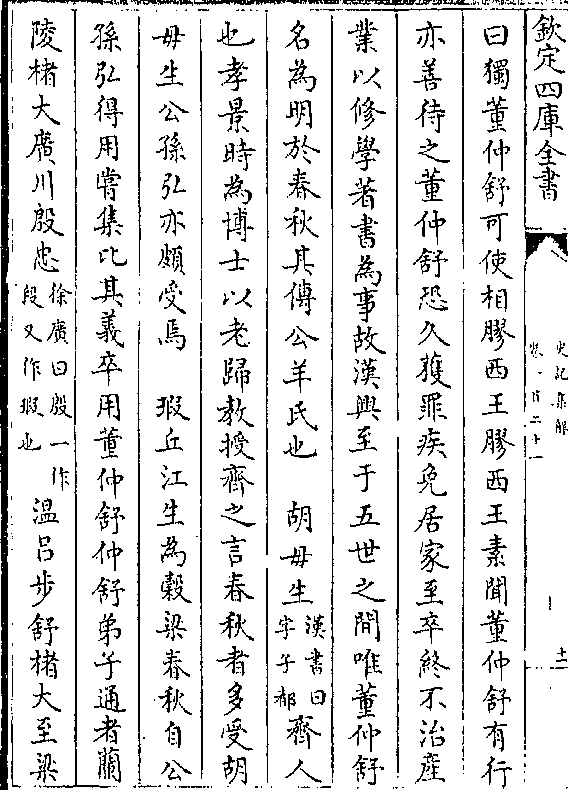 欽定四庫全書
史記集解
卷一百二十一
十二
曰獨董仲舒可使相膠西王膠西王素聞董仲舒有行
亦善待之董仲舒恐久獲罪疾免居家至卒終不治產
業以修學著書為事故漢興至于五世之間唯董仲舒
名為明於春秋其傳公羊氏也 胡毋生漢書曰字子都齊人
也孝景時為博士以老歸教授齊之言春秋者多受胡
毋生公孫弘亦頗受焉 瑕丘江生為穀梁春秋自公
孫弘得用嘗集比其義卒用董仲舒仲舒弟子通者蘭
陵楮大廣川殷忠徐廣曰殷一作段又作瑕也 溫呂步舒楮大至梁